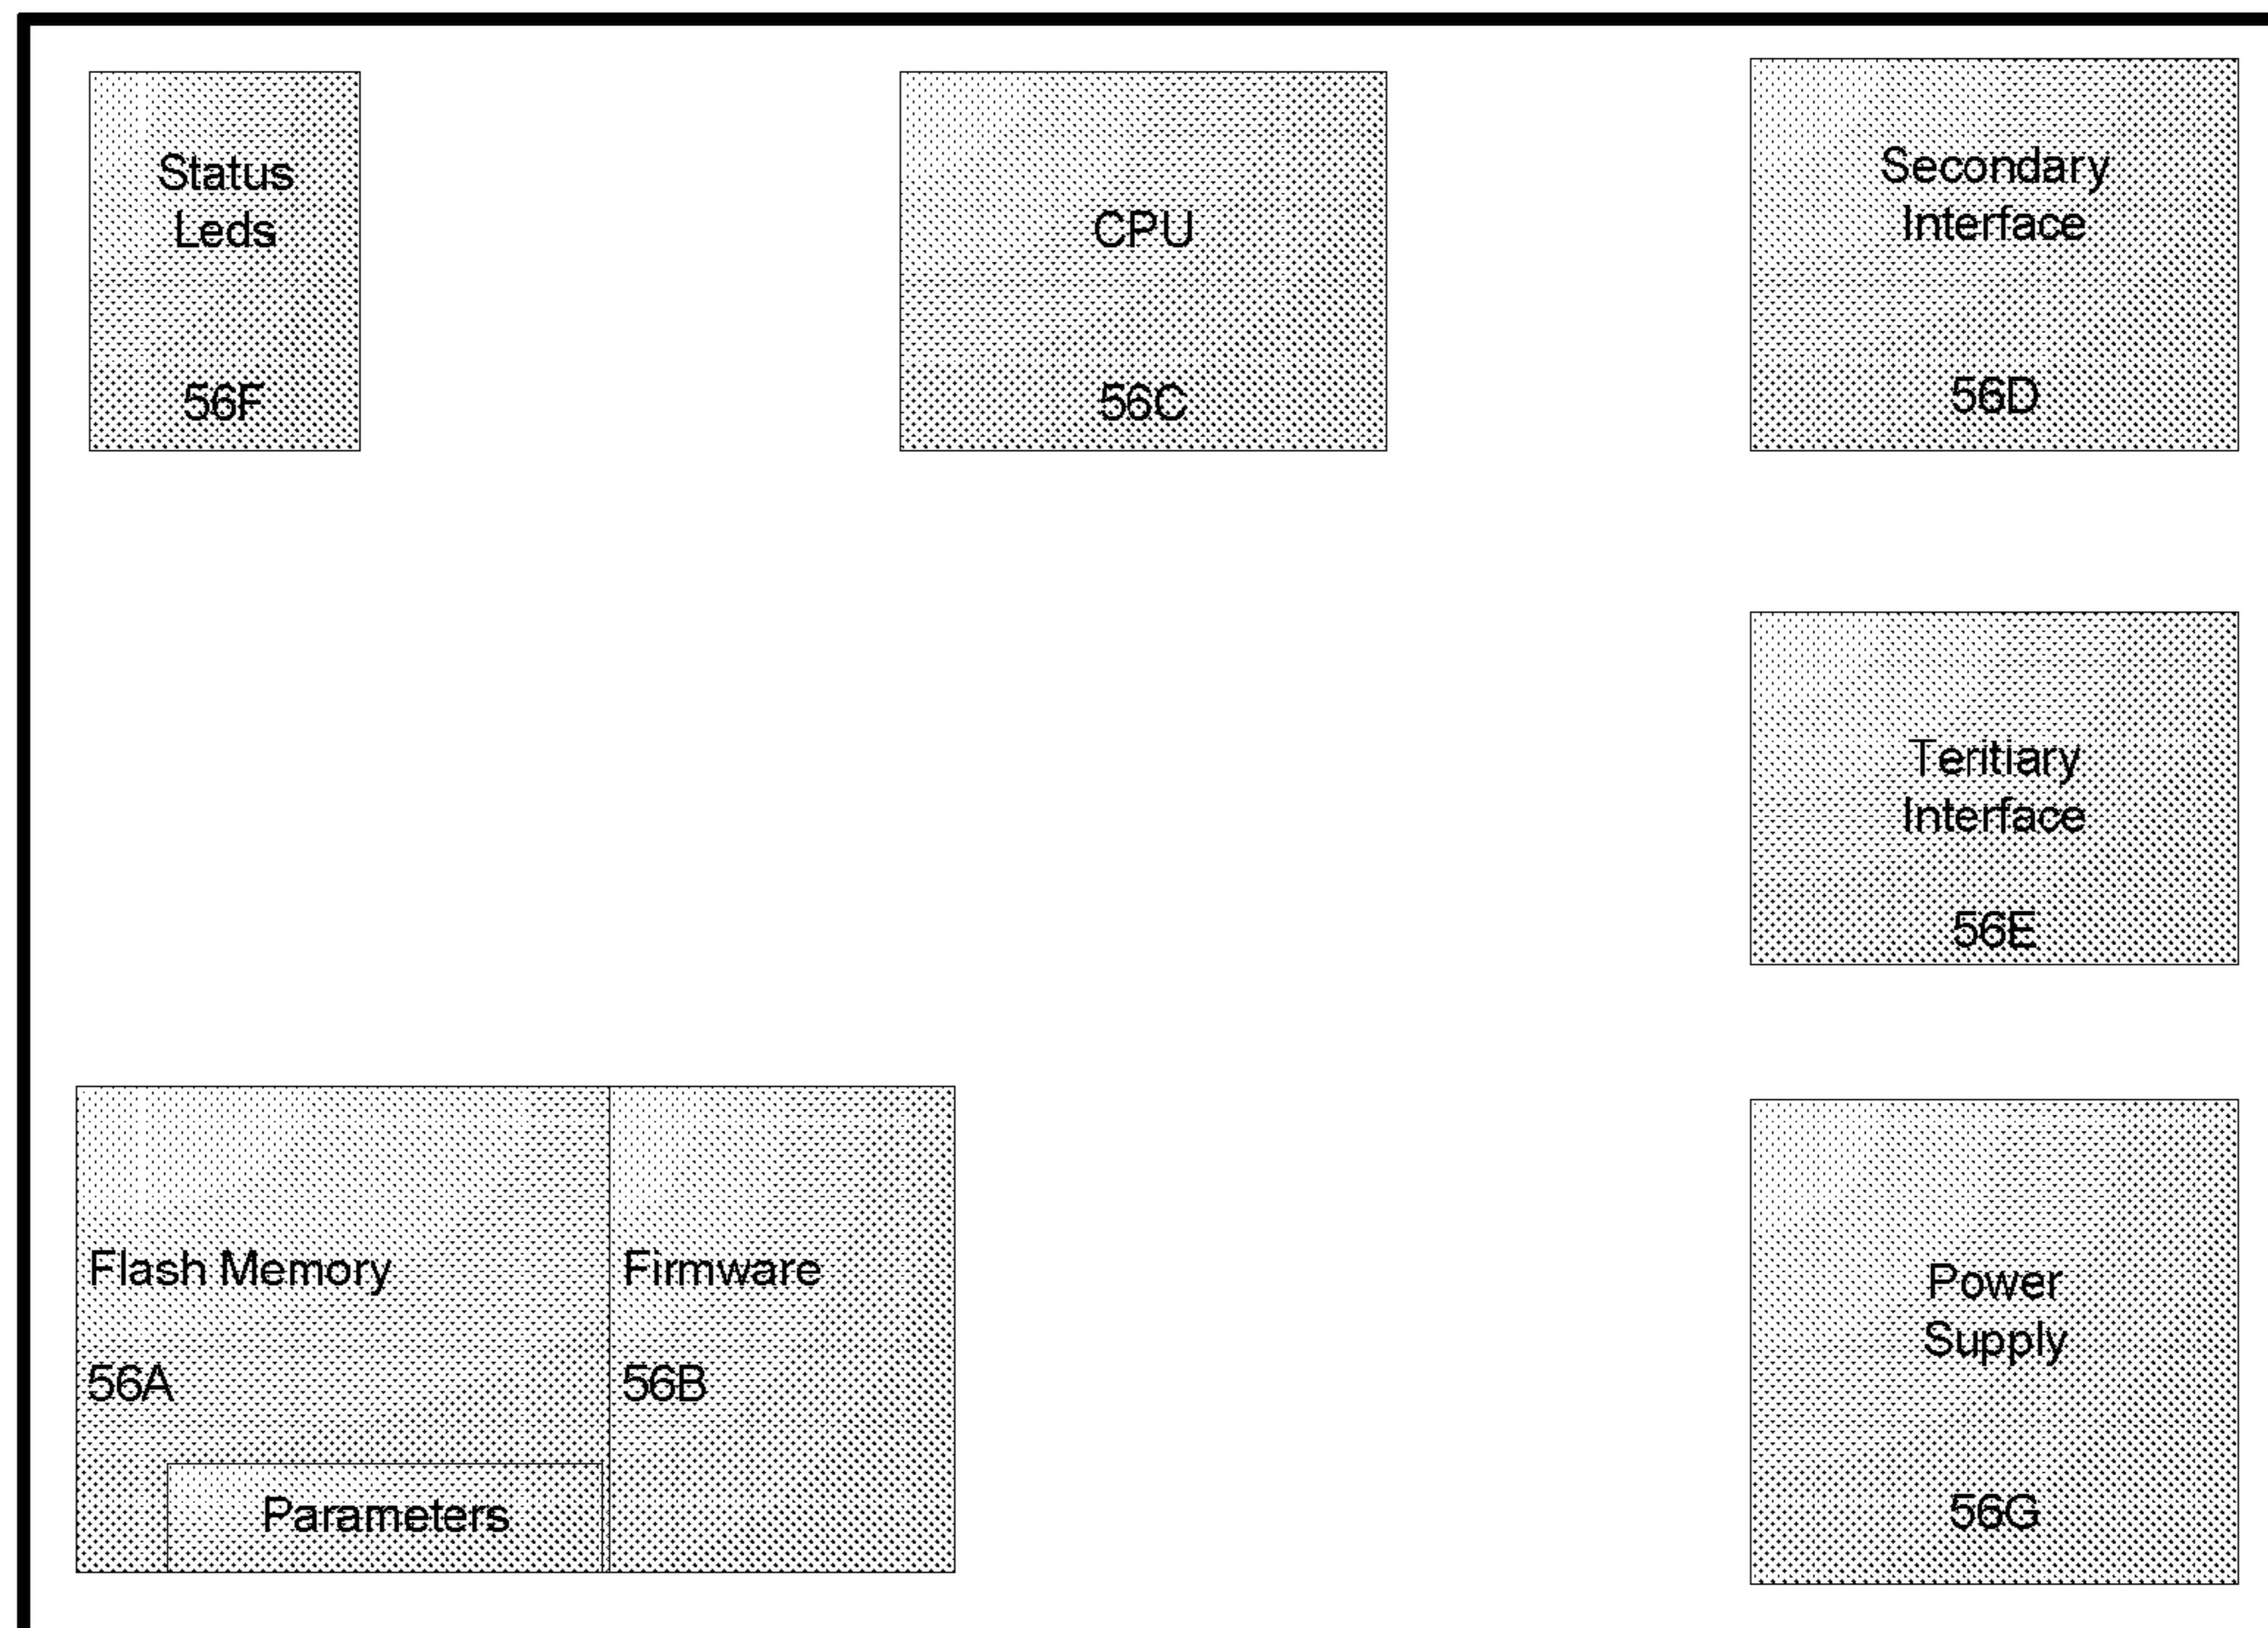 Status
Leds
56F
CPU
56C
Secondary
Interface
56D
Teritiary
Interface
56E
Flash Memory
56A
Parameters
Firmware
56B
Power
Supply
56G